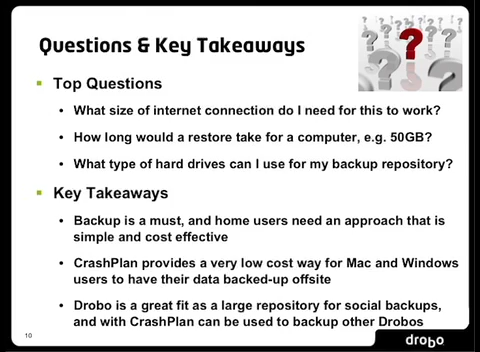 Questions & Key Takeaways
Top Questions
What size of internet connection do I need for this to work?
How long would a restore take for a computer, e.g. 50GB?
What type of hard drives can I use for my backup repository?
Key Takeaways
Backup is a must, and home users need an approach that is
simple and cost effective
CrashPlan provides a very low cost way for Mac and Windows
users to have their data backed-up offsite
Drobo is a great fit as a large repository for social backups,
and with CrashPlan can be used to backup other Drobos
10
drobo